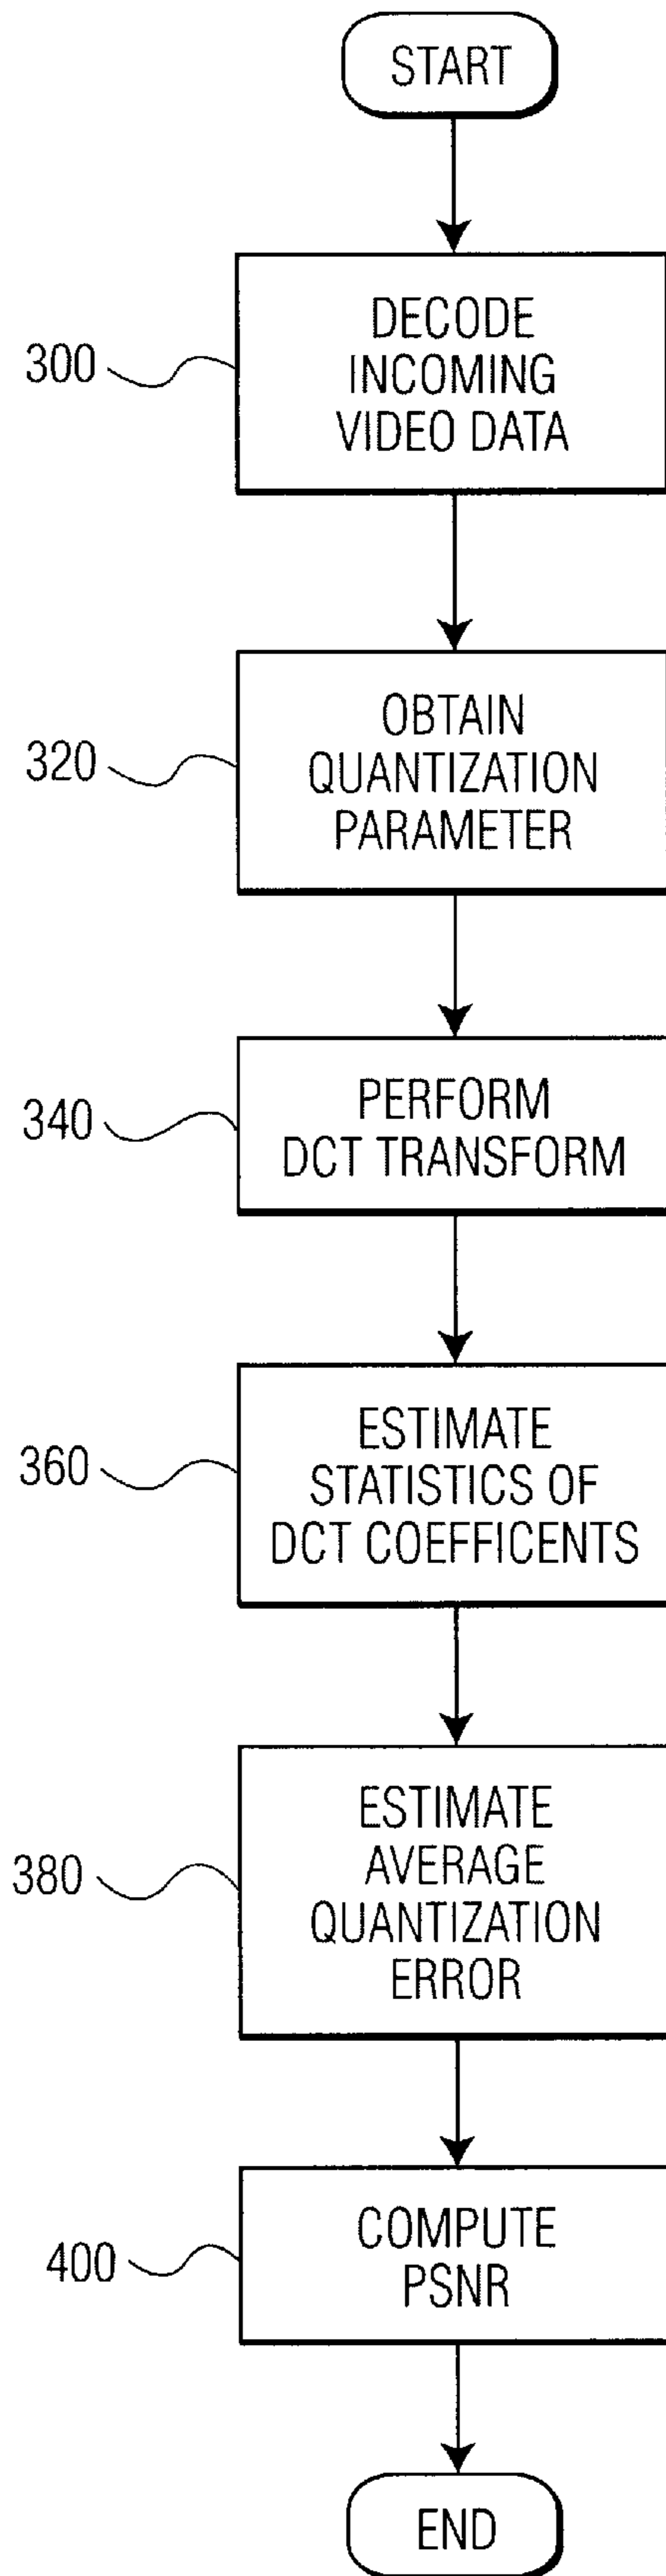 START
300
DECODE
INCOMING
VIDEO DATA
320
OBTAIN
QUANTIZATION
PARAMETER
340
PERFORM
DCT TRANSFORM
360
ESTIMATE
STATISTICS OF
DCT COEFFICENTS
380
ESTIMATE
AVERAGE
QUANTIZATION
ERROR
400
COMPUTE
PSNR
END